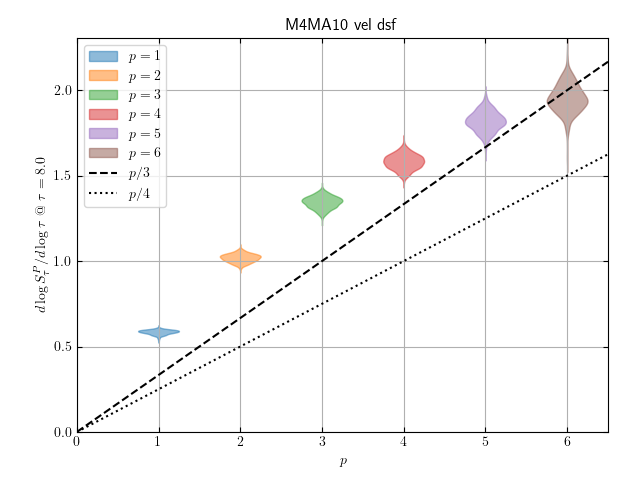 M4MA10 vel dsf
p = 1
p = 2
p = 3
p = 4
p = 5
p = 6
p/3
p/4
d log S_τ^P / d log τ @ τ = 8.0
2.0
1.5
1.0
0.5
0.0
0 1 2 3 4 5 6
p